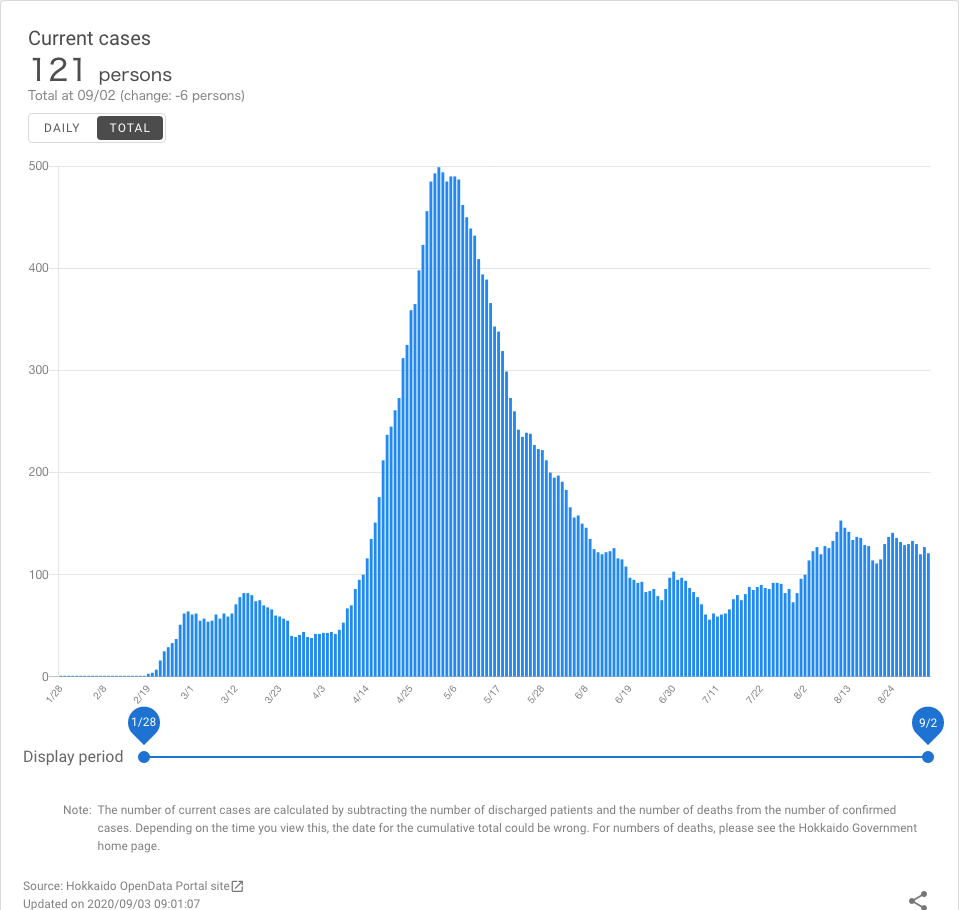 Current cases
121 persons
Total at 09/02 (change: -6 persons)
DAILY TOTAL
500
400
300
200
100
0
1/28 2/8 2/19 3/1 3/12 3/23 4/3 4/14 4/25 5/6 5/17 5/28 6/8 6/19 6/30 7/11 7/22 8/2 8/13 8/24
1/28 9/2
Display period
Note: The number of current cases are calculated by subtracting the number of discharged patients and the number of deaths from the number of confirmed
cases. Depending on the time you view this, the date for the cumulative total could be wrong. For numbers of deaths, please see the Hokkaido Government
home page.
Source: Hokkaido OpenData Portal site
Updated on 2020/09/03 09:01:07